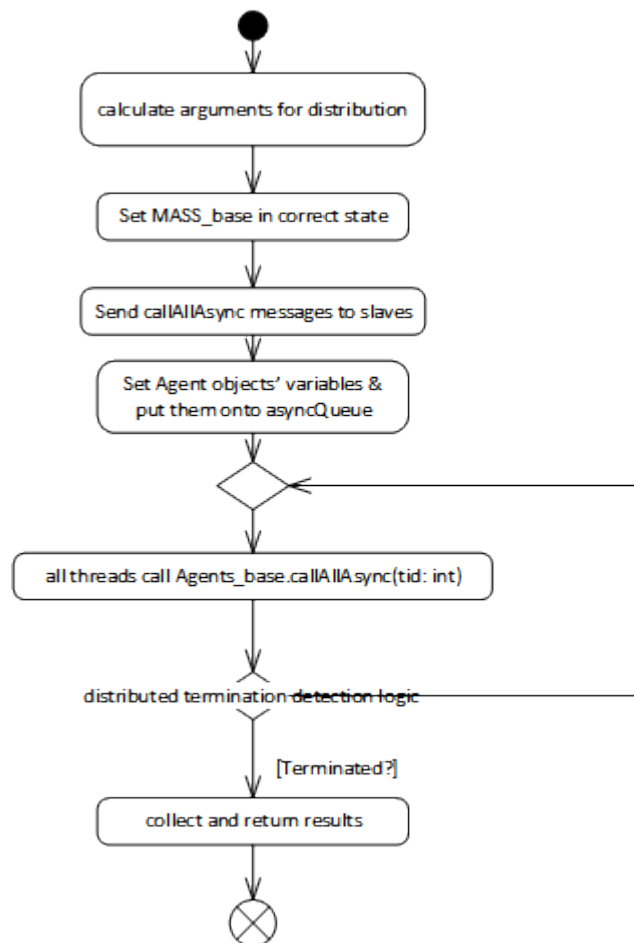 calculate arguments for distribution
Set MASS_base in correct state
Send callAllAsync messages to slaves
Set Agent objects’ variables &
put them onto asyncQueue
all threads call Agents_base.callAllAsync(tid: int)
distributed termination detection logic
[Terminated?]
collect and return results